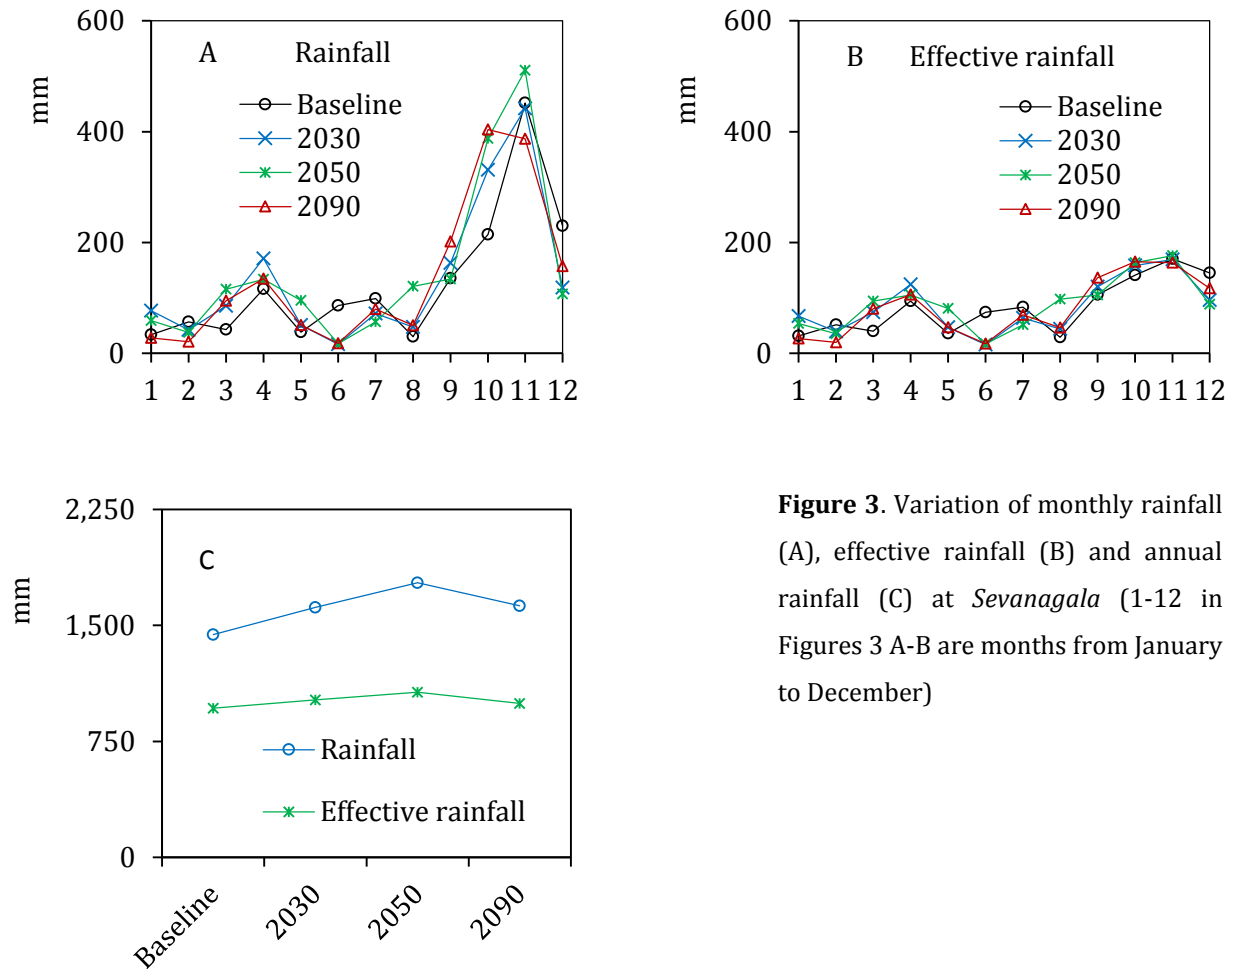 A Rainfall
mm
600
400
200
0
Baseline
2030
2050
2090
1 2 3 4 5 6 7 8 9 10 11 12
B Effective rainfall
mm
600
400
200
0
Baseline
2030
2050
2090
1 2 3 4 5 6 7 8 9 10 11 12
C
mm
2,250
1,500
750
0
Rainfall
Effective rainfall
Baseline
2030
2050
2090
Figure 3. Variation of monthly rainfall
(A), effective rainfall (B) and annual
rainfall (C) at Sevanagala (1-12 in
Figures 3 A-B are months from January
to December)